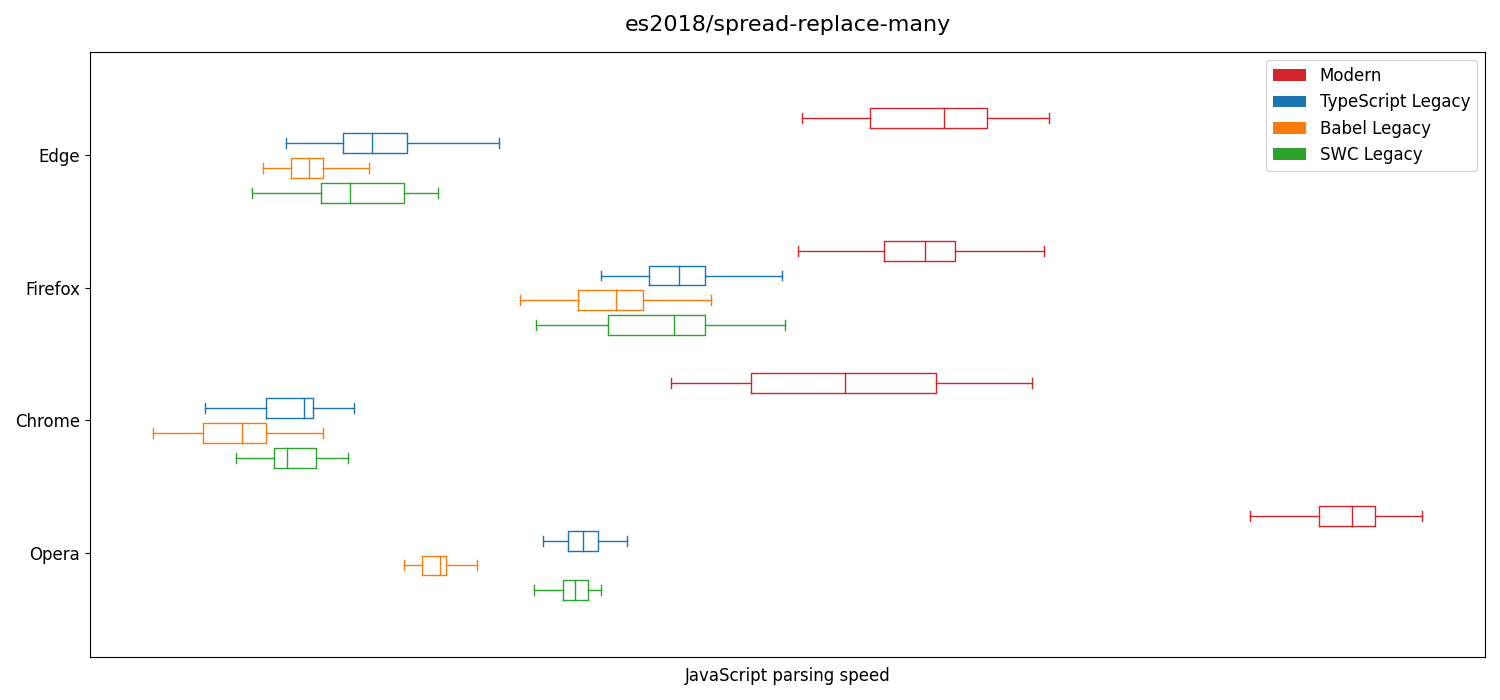 es2018/spread-replace-many
Modern
TypeScript Legacy
Babel Legacy
SWC Legacy
Edge
Firefox
Chrome
Opera
JavaScript parsing speed